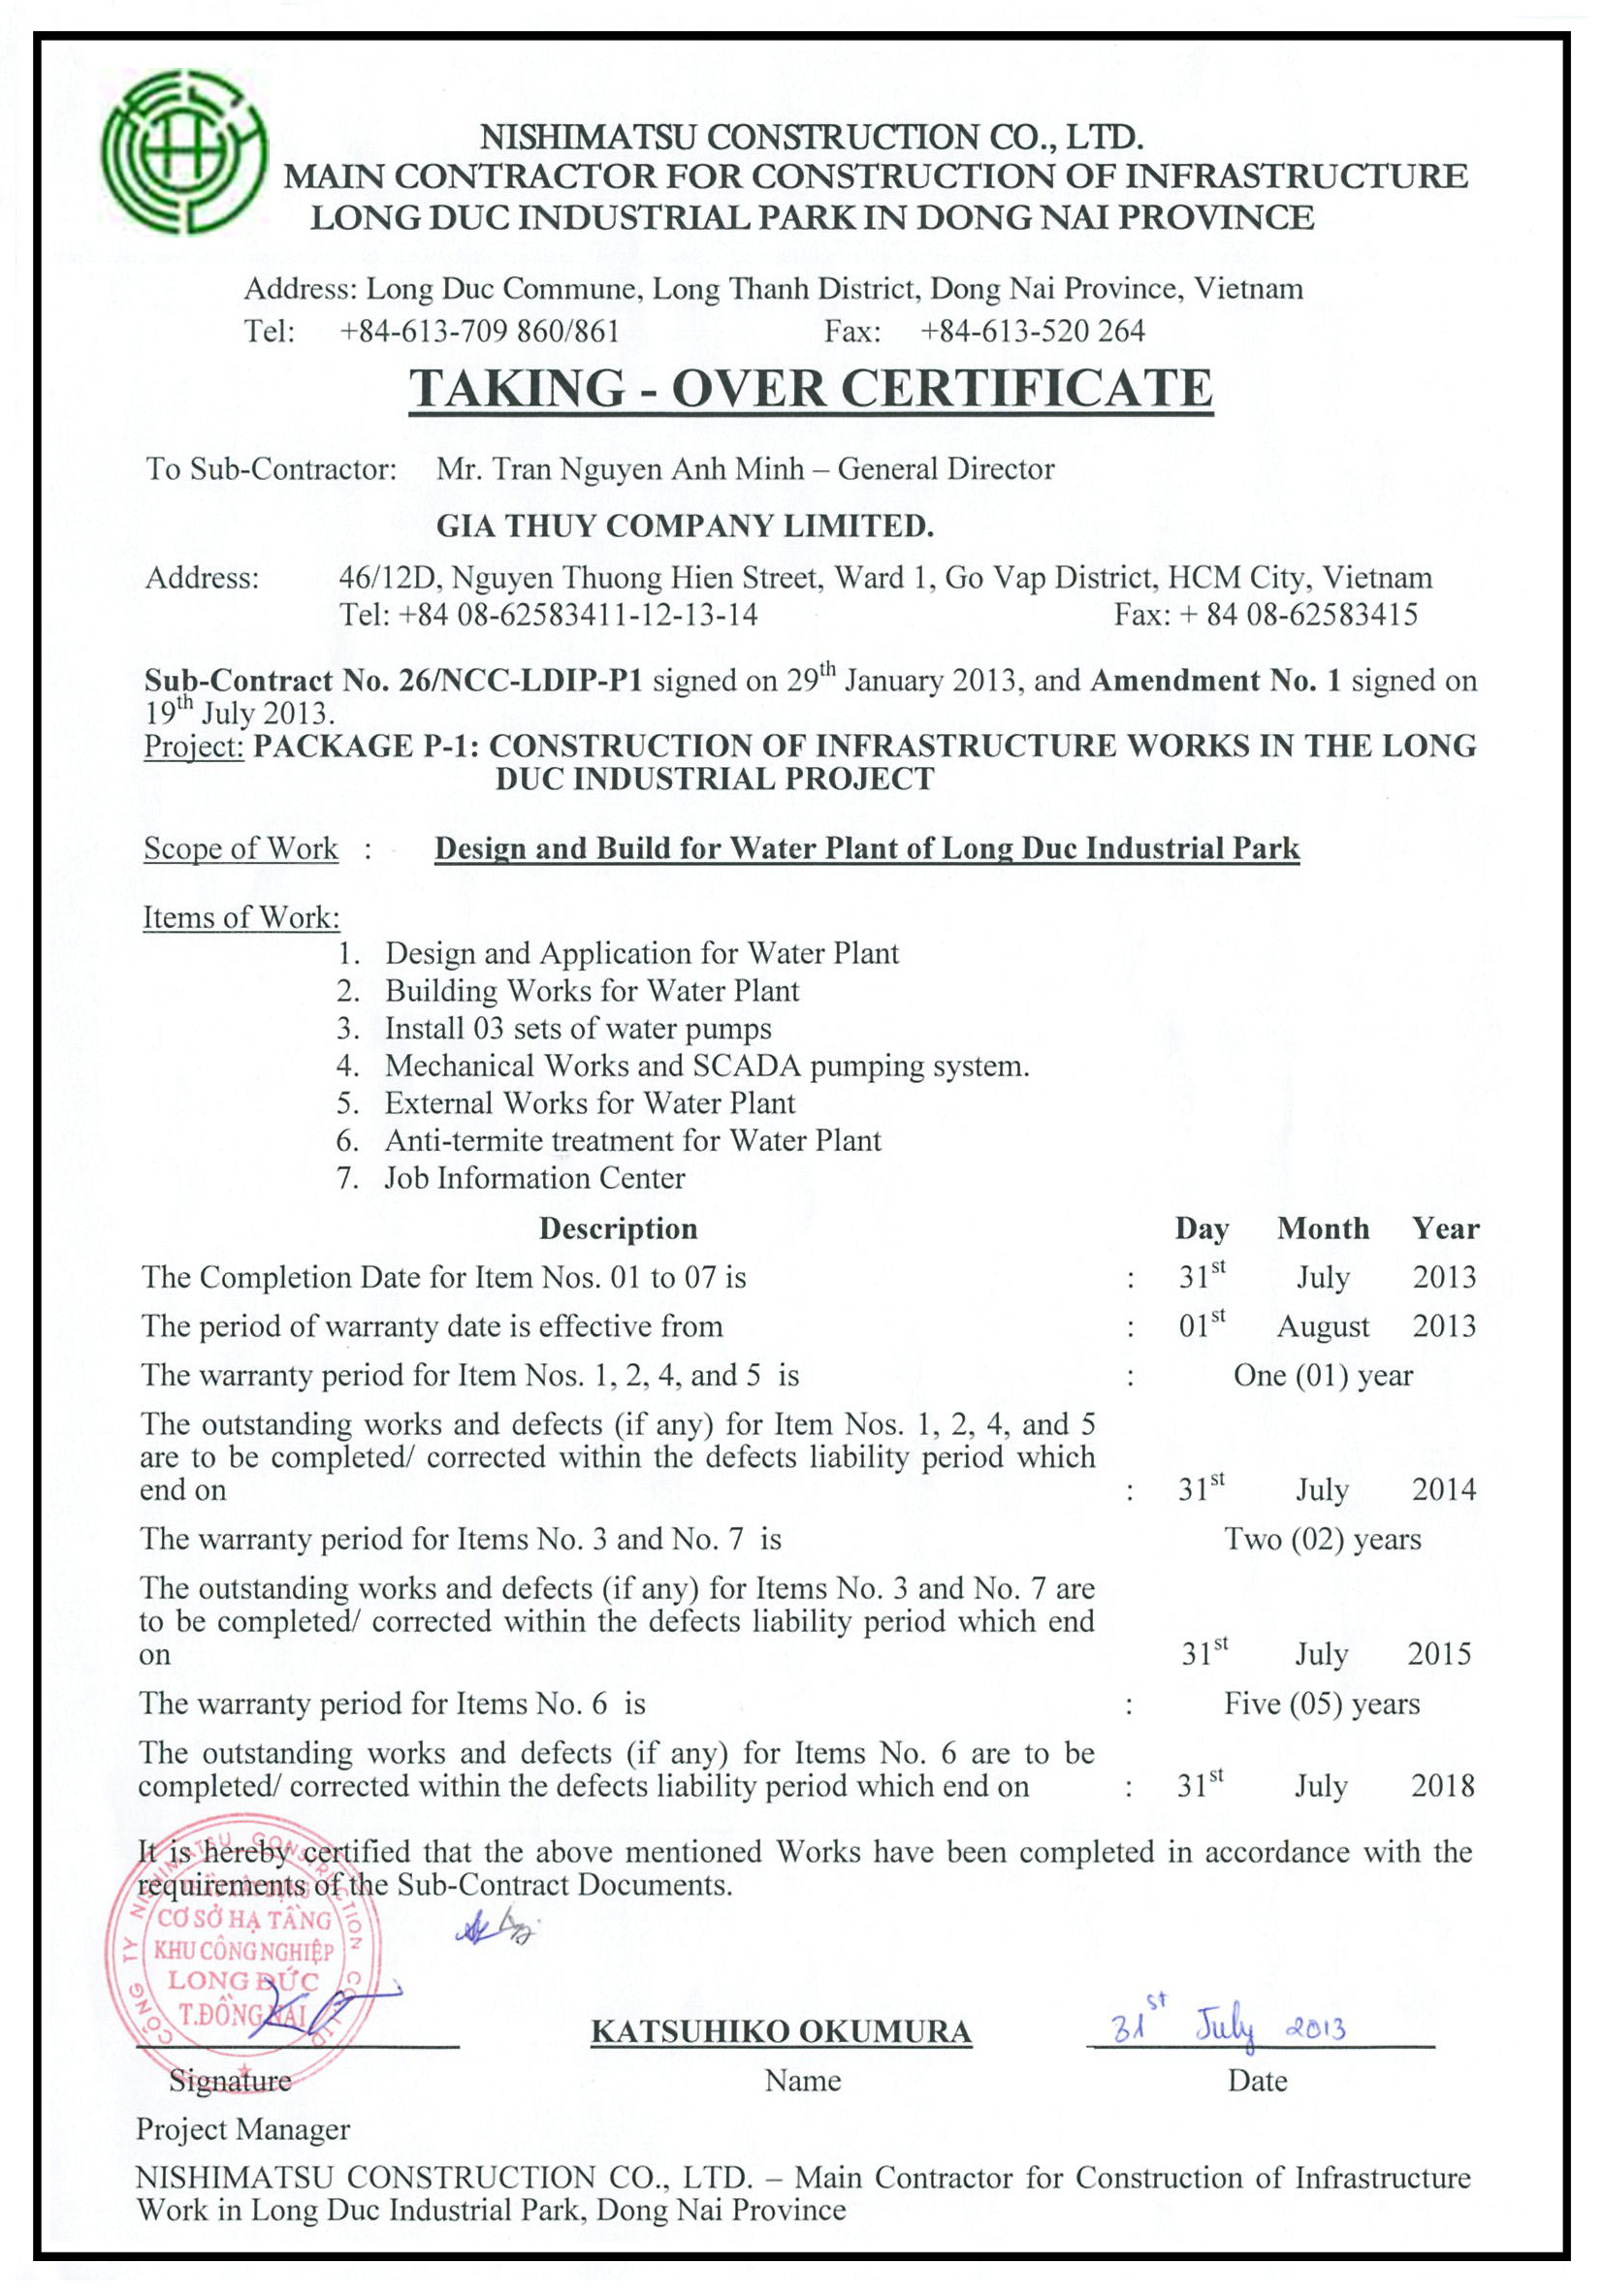 NISHIMATSU CONSTRUCTION CO., LTD.
MAIN CONTRACTOR FOR CONSTRUCTION OF INFRASTRUCTURE
LONG DUC INDUSTRIAL PARK IN DONG NAI PROVINCE
Address: Long Duc Commune, Long Thanh District, Dong Nai Province, Vietnam
Tel: +84-613-709 860/861 Fax: +84-613-520 264
TAKING - OVER CERTIFICATE
To Sub-Contractor: Mr. Tran Nguyen Anh Minh – General Director
GIA THUY COMPANY LIMITED.
Address: 46/12D, Nguyen Thuong Hien Street, Ward 1, Go Vap District, HCM City, Vietnam
Tel: +84 08-62583411-12-13-14 Fax: + 84 08-62583415
Sub-Contract No. 26/NCC-LDIP-P1 signed on 29th January 2013, and Amendment No. 1 signed on
19th July 2013.
Project: PACKAGE P-1: CONSTRUCTION OF INFRASTRUCTURE WORKS IN THE LONG
DUC INDUSTRIAL PROJECT
Scope of Work : Design and Build for Water Plant of Long Duc Industrial Park
Items of Work:
1. Design and Application for Water Plant
2. Building Works for Water Plant
3. Install 03 sets of water pumps
4. Mechanical Works and SCADA pumping system.
5. External Works for Water Plant
6. Anti-termite treatment for Water Plant
7. Job Information Center
Description Day Month Year
The Completion Date for Item Nos. 01 to 07 is : 31st July 2013
The period of warranty date is effective from : 01st August 2013
The warranty period for Item Nos. 1, 2, 4, and 5 is : One (01) year
The outstanding works and defects (if any) for Item Nos. 1, 2, 4, and 5
are to be completed/ corrected within the defects liability period which
end on : 31st July 2014
The warranty period for Items No. 3 and No. 7 is Two (02) years
The outstanding works and defects (if any) for Items No. 3 and No. 7 are
to be completed/ corrected within the defects liability period which end
on 31st July 2015
The warranty period for Items No. 6 is : Five (05) years
The outstanding works and defects (if any) for Items No. 6 are to be
completed/ corrected within the defects liability period which end on : 31st July 2018
It is hereby certified that the above mentioned Works have been completed in accordance with the
requirements of the Sub-Contract Documents.
CÔNG TY NISHIMATSU CONSTRUCTION CO., LTD
CƠ SỞ HẠ TẦNG
KHU CÔNG NGHIỆP
LONG ĐỨC
T.ĐỒNG NAI
KATSUHIKO OKUMURA 31st July 2013
Signature Name Date
Project Manager
NISHIMATSU CONSTRUCTION CO., LTD. – Main Contractor for Construction of Infrastructure
Work in Long Duc Industrial Park, Dong Nai Province